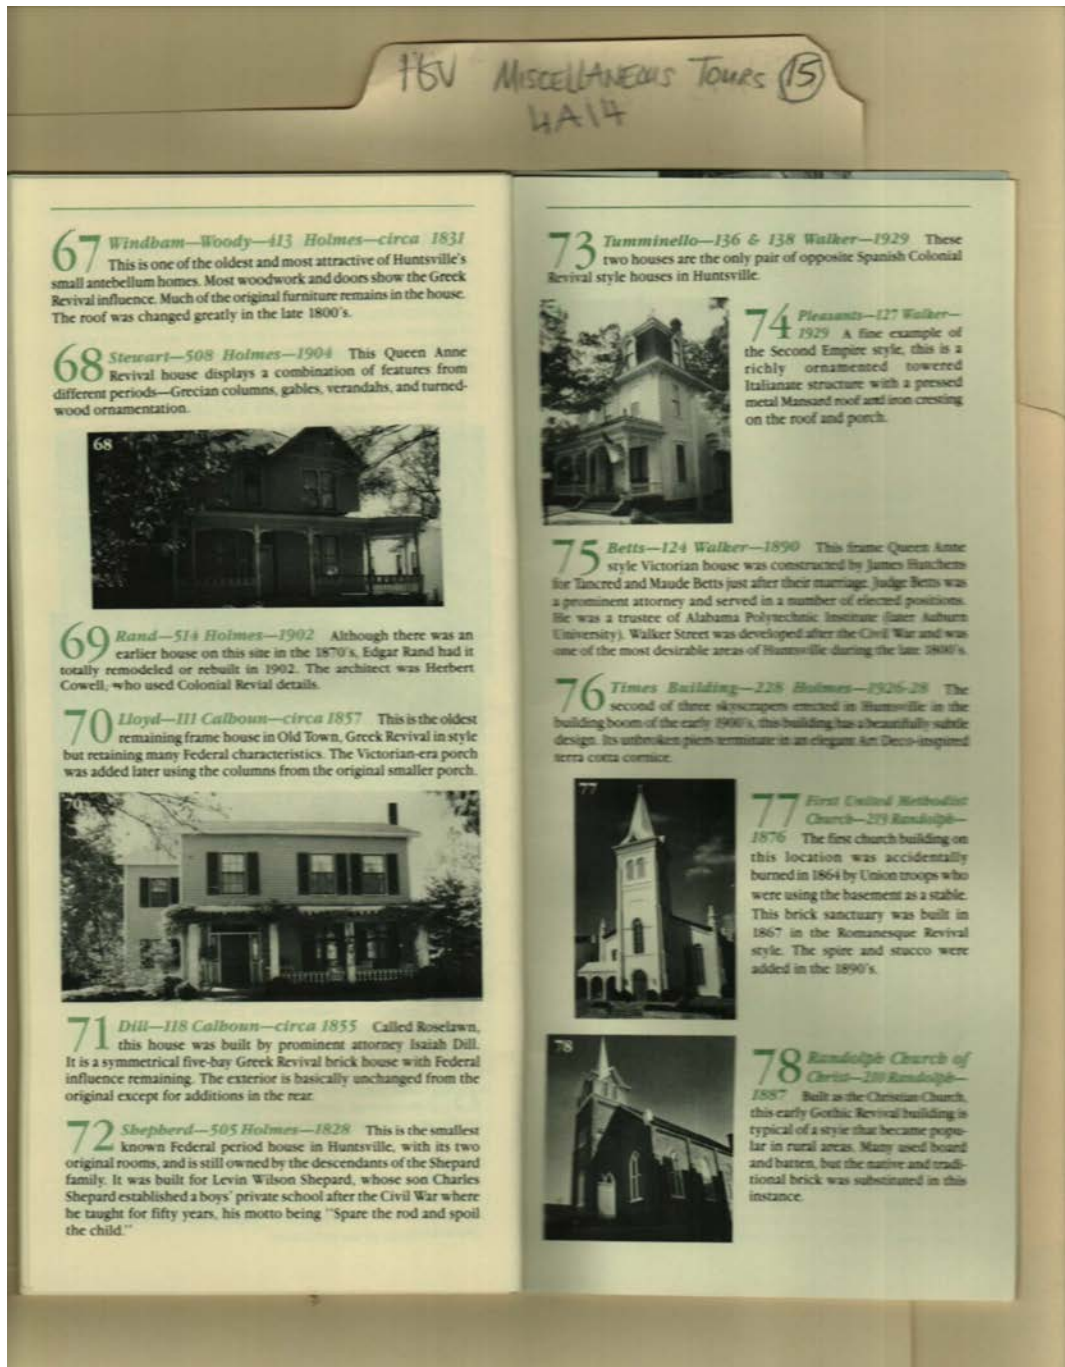 HGV MISCELLANEOUS TOURS 15
4A14
67 Windham—Woody—413 Holmes—circa 1831
This is one of the oldest and most attractive of Huntsville's
small antebellum homes. Most woodwork and doors show the Greek
Revival influence. Much of the original furniture remains in the house.
The roof was changed greatly in the late 1800's.
68 Stewart—508 Holmes—1904 This Queen Anne
Revival house displays a combination of features from
different periods—Grecian columns, gables, verandahs, and turned-
wood ornamentation.
68
69 Rand—514 Holmes—1902 Although there was an
earlier house on this site in the 1870's, Edgar Rand had it
totally remodeled or rebuilt in 1902. The architect was Herbert
Cowell, who used Colonial Revial details.
70 Lloyd—111 Calhoun—circa 1857 This is the oldest
remaining frame house in Old Town, Greek Revival in style
but retaining many Federal characteristics. The Victorian-era porch
was added later using the columns from the original smaller porch.
70
71 Dill—118 Calhoun—circa 1855 Called Roselawn,
this house was built by prominent attorney Isaiah Dill.
It is a symmetrical five-bay Greek Revival brick house with Federal
influence remaining. The exterior is basically unchanged from the
original except for additions in the rear.
72 Shepherd—505 Holmes—1828 This is the smallest
known Federal period house in Huntsville, with its two
original rooms, and is still owned by the descendants of the Shepard
family. It was built for Levin Wilson Shepard, whose son Charles
Shepard established a boys' private school after the Civil War where
he taught for fifty years, his motto being "Spare the rod and spoil
the child."
73 Tumminello—136 & 138 Walker—1929 These
two houses are the only pair of opposite Spanish Colonial
Revival style houses in Huntsville.
74 Pleasants—127 Walker—
1929 A fine example of
the Second Empire style, this is a
richly ornamented towered
Italianate structure with a pressed
metal Mansard roof and iron cresting
on the roof and porch.
75 Betts—124 Walker—1890 This frame Queen Anne
style Victorian house was constructed by James Hutchens
for Tancred and Maude Betts just after their marriage. Judge Betts was
a prominent attorney and served in a number of elected positions.
He was a trustee of Alabama Polytechnic Institute (later Auburn
University). Walker Street was developed after the Civil War and was
one of the most desirable areas of Huntsville during the late 1800's.
76 Times Building—228 Holmes—1926-28 The
second of three skyscrapers erected in Huntsville in the
building boom of the early 1900's, this building has a beautifully subtle
design. Its unbroken piers terminate in an elegant Art Deco-inspired
terra cotta cornice.
77
77 First United Methodist
Church—219 Randolph—
1876 The first church building on
this location was accidentally
burned in 1864 by Union troops who
were using the basement as a stable.
This brick sanctuary was built in
1867 in the Romanesque Revival
style. The spire and stucco were
added in the 1890's.
78
78 Randolph Church of
Christ—210 Randolph—
1887 Built as the Christian Church,
this early Gothic Revival building is
typical of a style that became popu-
lar in rural areas. Many used board
and batten, but the native and tradi-
tional brick was substituted in this
instance.